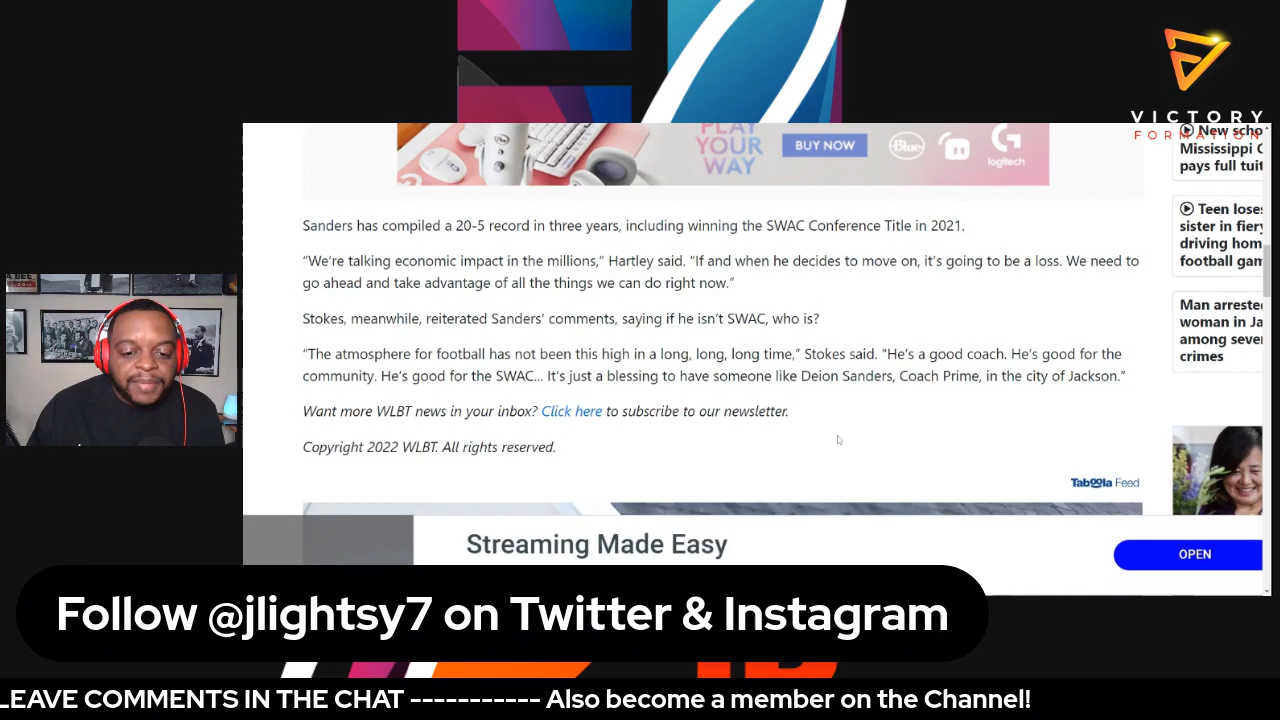 VICTORY
FORMATION
PLAY
YOUR
WAY
BUY NOW
Blue
logitech
New scho
Mississippi C
pays full tuit
Sanders has compiled a 20-5 record in three years, including winning the SWAC Conference Title in 2021.
“We’re talking economic impact in the millions,” Hartley said. “If and when he decides to move on, it’s going to be a loss. We need to
go ahead and take advantage of all the things we can do right now.”
Teen loses
sister in fiery
driving hom
football gam
Stokes, meanwhile, reiterated Sanders’ comments, saying if he isn’t SWAC, who is?
“The atmosphere for football has not been this high in a long, long, long time,” Stokes said. “He’s a good coach. He’s good for the
community. He’s good for the SWAC… It’s just a blessing to have someone like Deion Sanders, Coach Prime, in the city of Jackson.”
Man arrested
woman in Ja
among seve
crimes
Want more WLBT news in your inbox? Click here to subscribe to our newsletter.
Copyright 2022 WLBT. All rights reserved.
Taboola Feed
Streaming Made Easy
OPEN
Follow @jlightsy7 on Twitter & Instagram
LEAVE COMMENTS IN THE CHAT ----------- Also become a member on the Channel!